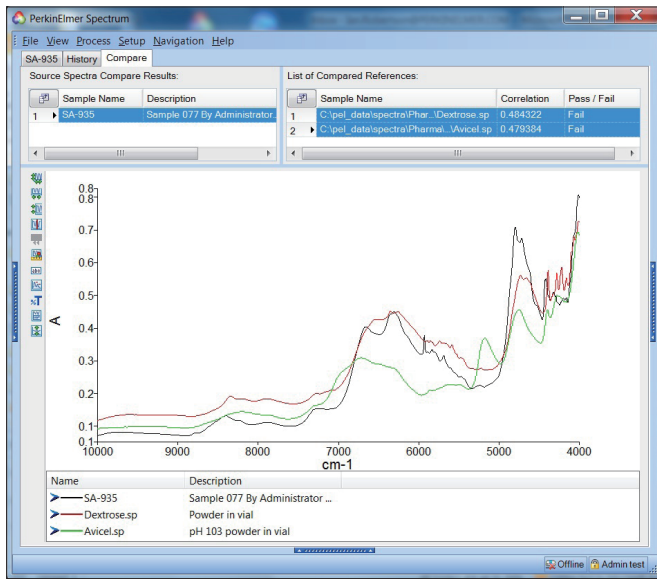 PerkinElmer Spectrum
File View Process Setup Navigation Help
SA-935 History Compare
Source Spectra Compare Results:
Sample Name Description
1 SA-935 Sample 077 By Administrator...
List of Compared References:
Sample Name Correlation Pass / Fail
1 C:\pel_data\spectra\Phar...\Dextrose.sp 0.484322 Fail
2 C:\pel_data\spectra\Pharma\...\Avicel.sp 0.479384 Fail
0.8
0.8
0.7
0.6
0.5
0.4
0.3
0.2
0.1
0.1
A
abc
%T
10000 9000 8000 7000 6000 5000 4000
cm-1
Name Description
SA-935 Sample 077 By Administrator ...
Dextrose.sp Powder in vial
Avicel.sp pH 103 powder in vial
Offline Admin test